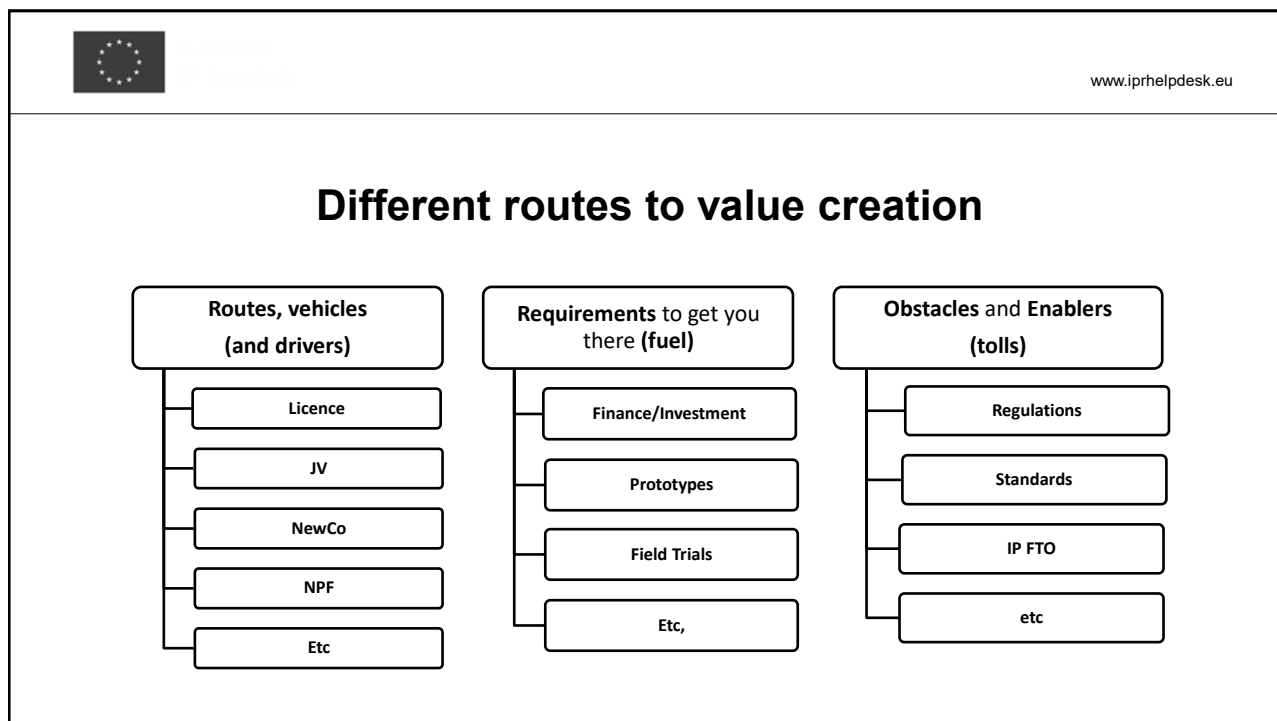 www.iprhelpdesk.eu
Different routes to value creation
Routes, vehicles
(and drivers)
Licence
JV
NewCo
NPF
Etc
Requirements to get you
there (fuel)
Finance/Investment
Prototypes
Field Trials
Etc,
Obstacles and Enablers
(tolls)
Regulations
Standards
IP FTO
etc